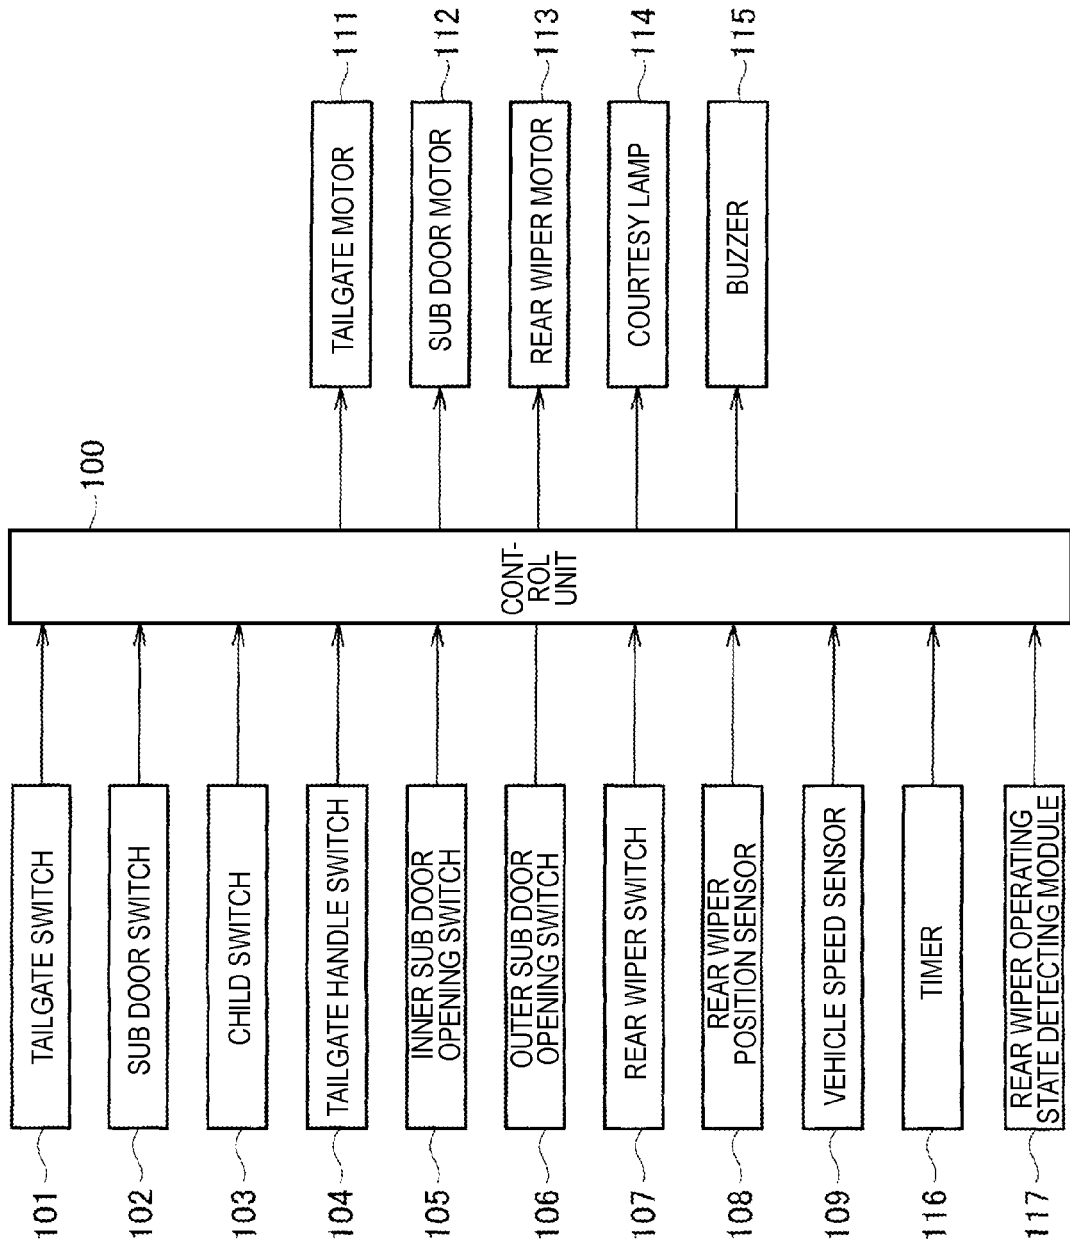 100
CONT-
ROL
UNIT
101
TAILGATE SWITCH
102
SUB DOOR SWITCH
103
CHILD SWITCH
104
TAILGATE HANDLE SWITCH
105
INNER SUB DOOR
OPENING SWITCH
106
OUTER SUB DOOR
OPENING SWITCH
107
REAR WIPER SWITCH
108
REAR WIPER
POSITION SENSOR
109
VEHICLE SPEED SENSOR
116
TIMER
117
REAR WIPER OPERATING
STATE DETECTING MODULE
TAILGATE MOTOR
111
SUB DOOR MOTOR
112
REAR WIPER MOTOR
113
COURTESY LAMP
114
BUZZER
115